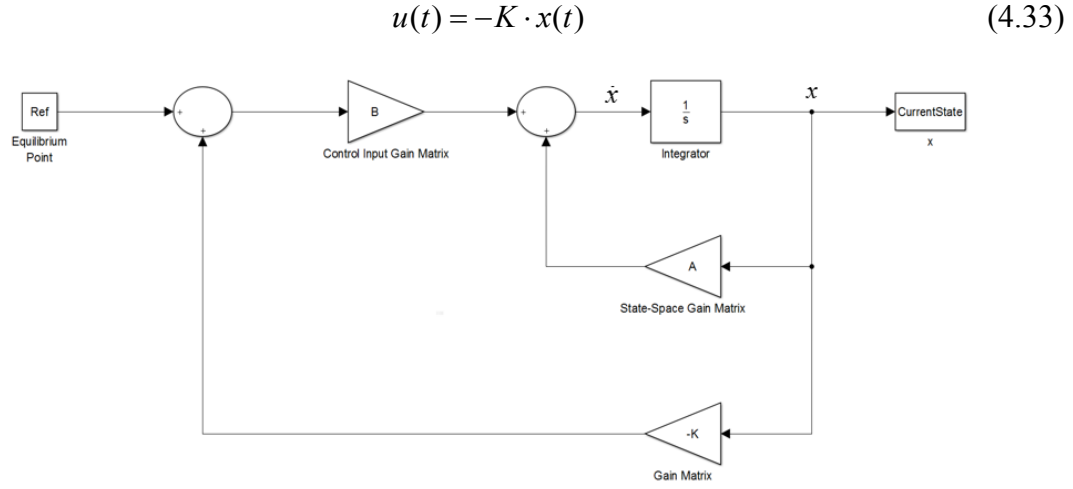 u(t) = −K · x(t) (4.33)
Ref
Equilibrium
Point
+
+
B
Control Input Gain Matrix
+
+
ẋ
1
s
Integrator
x
CurrentState
x
A
State-Space Gain Matrix
-K
Gain Matrix